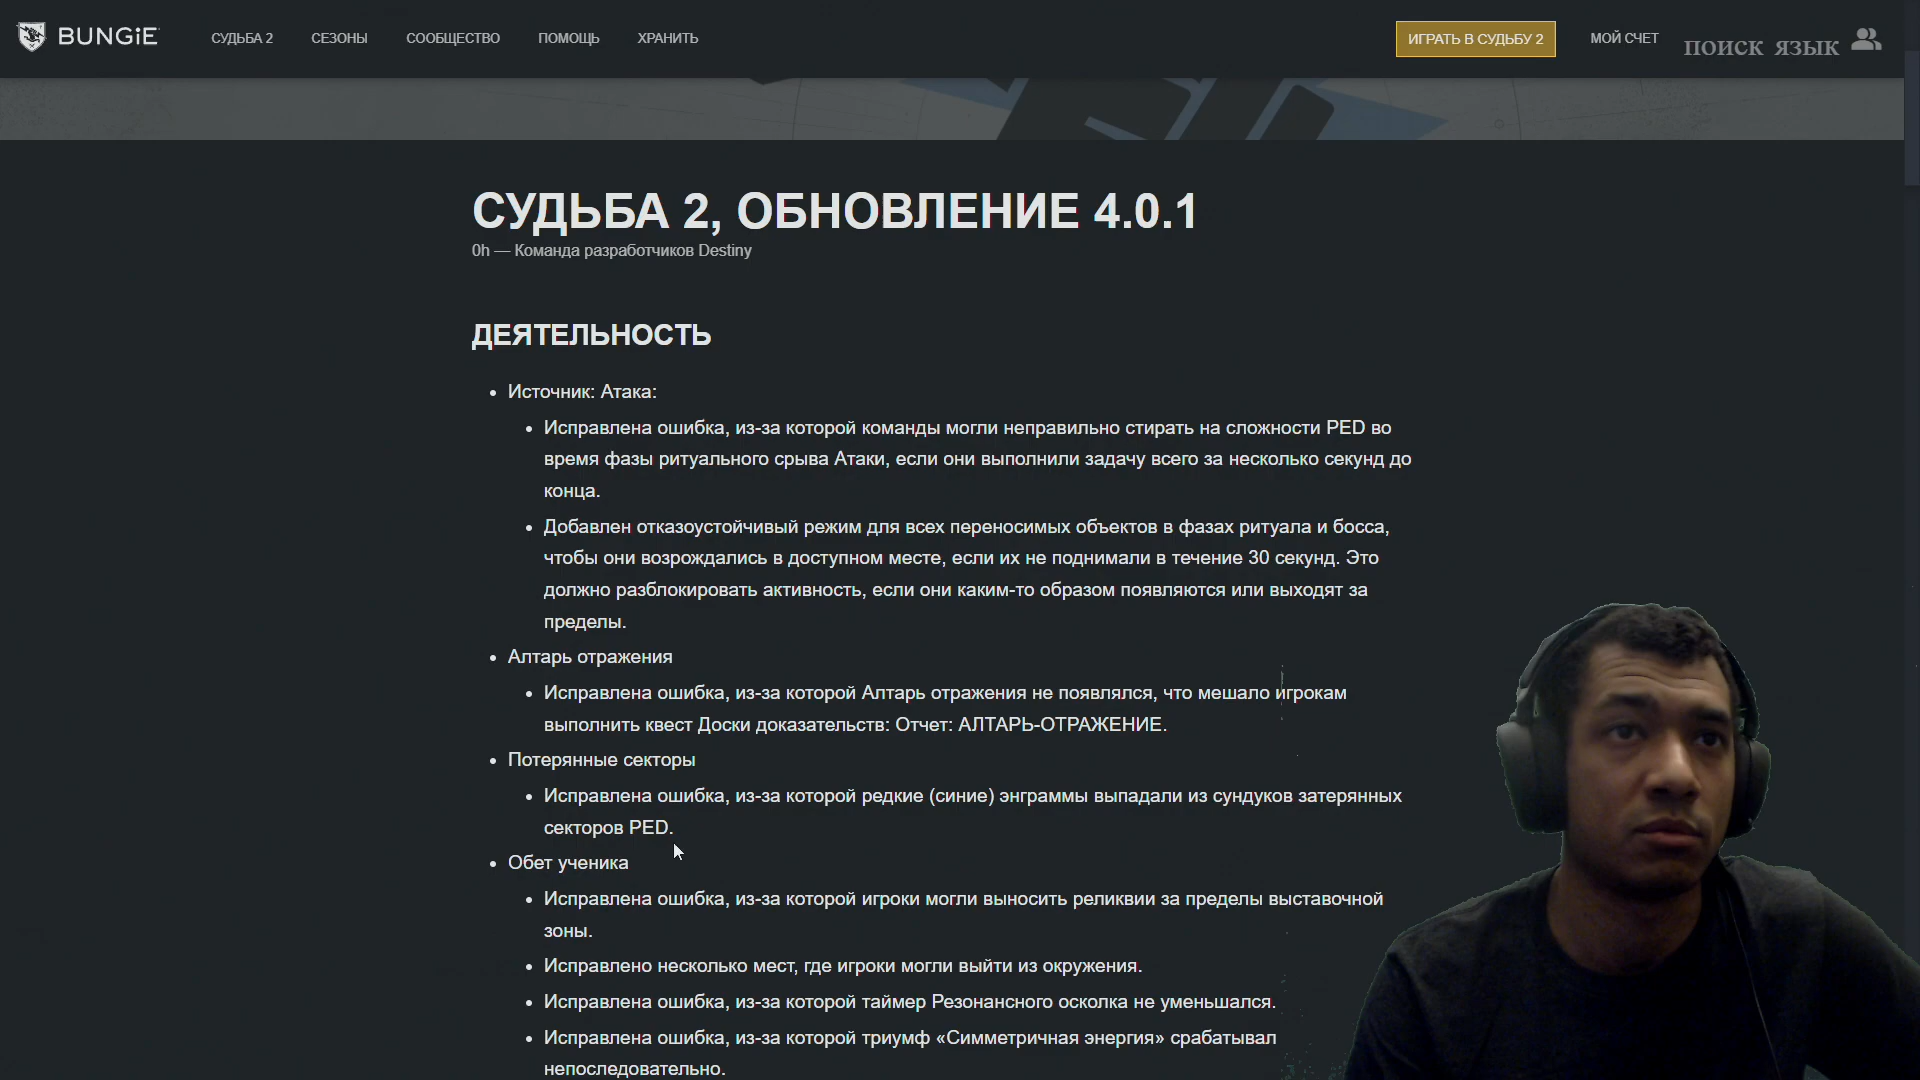 BUNGiE
СУДЬБА 2
СЕЗОНЫ
СООБЩЕСТВО
ПОМОЩЬ
ХРАНИТЬ
ИГРАТЬ В СУДЬБУ 2
МОЙ СЧЕТ
ПОИСК ЯЗЫК
СУДЬБА 2, ОБНОВЛЕНИЕ 4.0.1
0h — Команда разработчиков Destiny
ДЕЯТЕЛЬНОСТЬ
• Источник: Атака:
• Исправлена ошибка, из-за которой команды могли неправильно стирать на сложности PED во
время фазы ритуального срыва Атаки, если они выполнили задачу всего за несколько секунд до
конца.
• Добавлен отказоустойчивый режим для всех переносимых объектов в фазах ритуала и босса,
чтобы они возрождались в доступном месте, если их не поднимали в течение 30 секунд. Это
должно разблокировать активность, если они каким-то образом появляются или выходят за
пределы.
• Алтарь отражения
• Исправлена ошибка, из-за которой Алтарь отражения не появлялся, что мешало игрокам
выполнить квест Доски доказательств: Отчет: АЛТАРЬ-ОТРАЖЕНИЕ.
• Потерянные секторы
• Исправлена ошибка, из-за которой редкие (синие) энграммы выпадали из сундуков затерянных
секторов PED.
• Обет ученика
• Исправлена ошибка, из-за которой игроки могли выносить реликвии за пределы выставочной
зоны.
• Исправлено несколько мест, где игроки могли выйти из окружения.
• Исправлена ошибка, из-за которой таймер Резонансного осколка не уменьшался.
• Исправлена ошибка, из-за которой триумф «Симметричная энергия» срабатывал
непоследовательно.